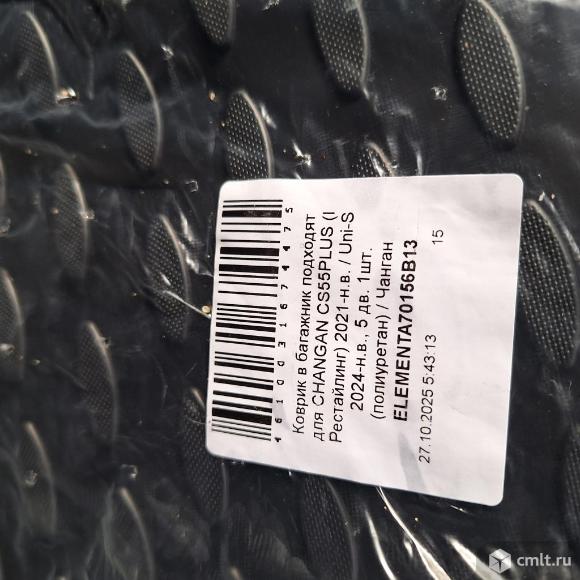 4610031674475
Коврик в багажник подходят
для CHANGAN CS55PLUS (I
Рестайлинг) 2021-н.в. / Uni-S
2024-н.в., 5 дв. 1шт.
(полиуретан) / Чанган
ELEMENTA70156B13
27.10.2025 5:43:13
15
cmlt.ru